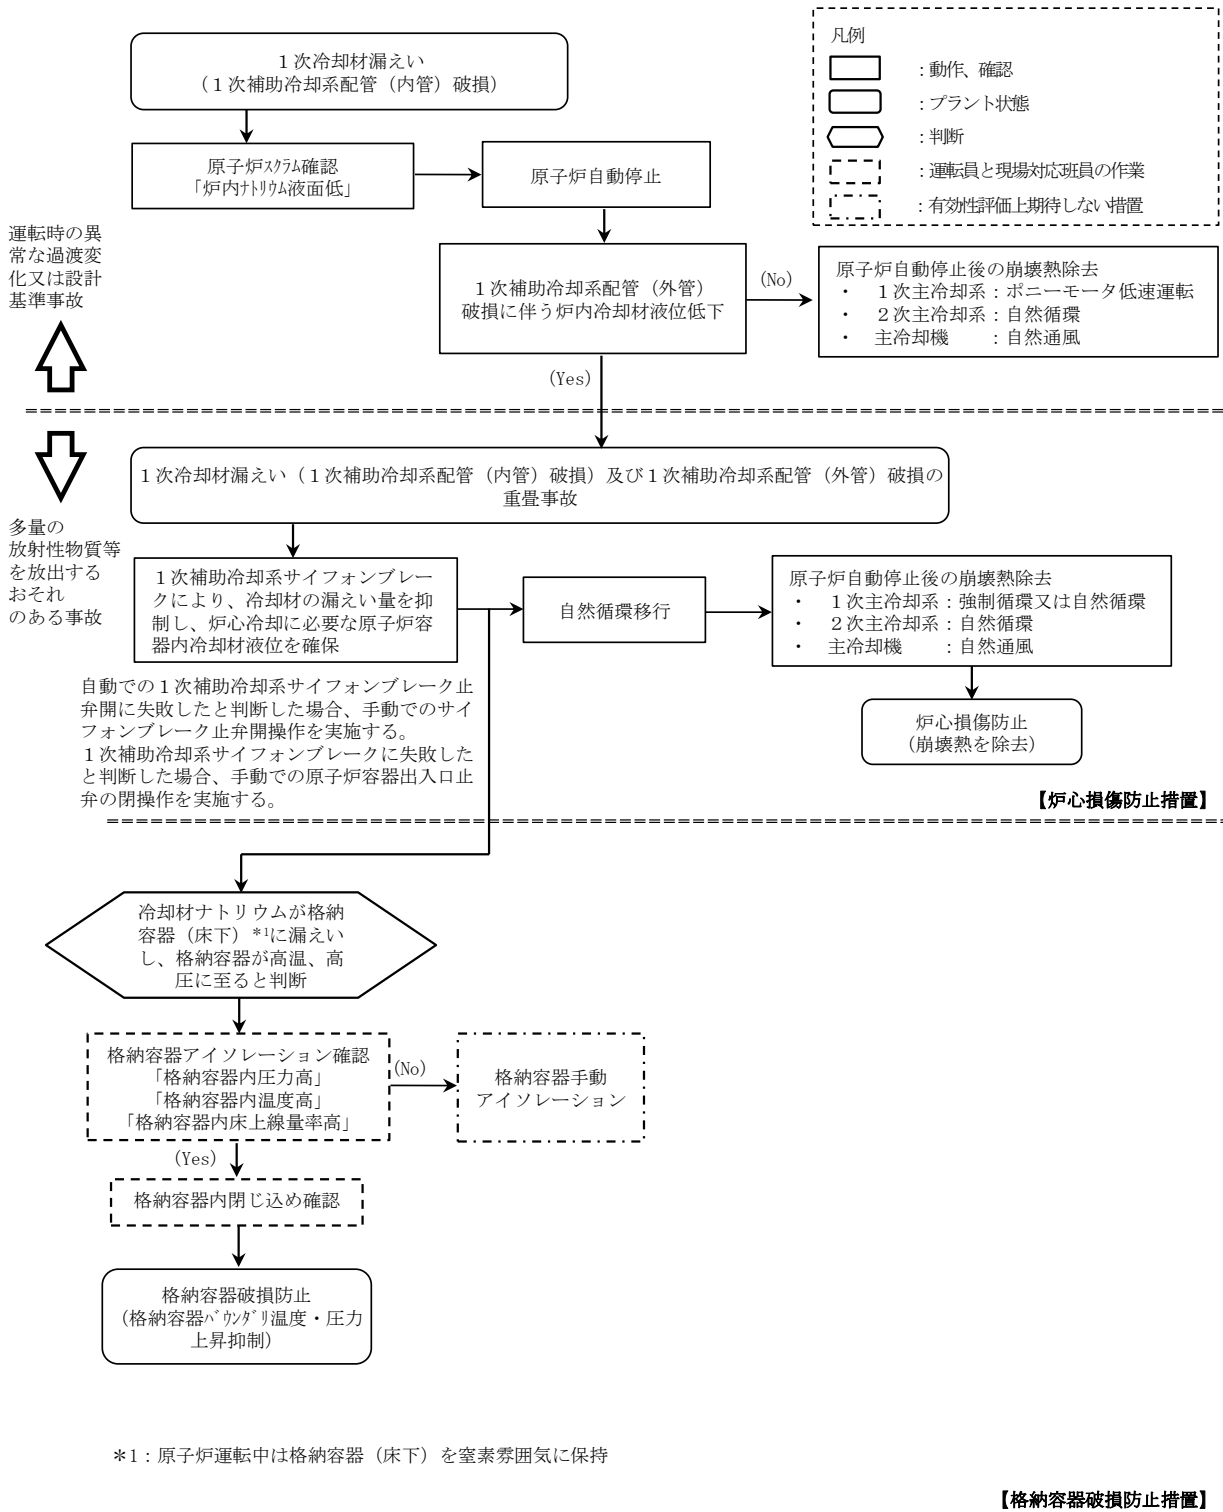 凡例
：動作、確認
：プラント状態
：判断
：運転員と現場対応班員の作業
：有効性評価上期待しない措置
１次冷却材漏えい
（１次補助冷却系配管（内管）破損）
原子炉ｽｸﾗﾑ確認
「炉内ﾅﾄﾘｳﾑ液面低」
原子炉自動停止
運転時の異
常な過渡変
化又は設計
基準事故
１次補助冷却系配管（外管）
破損に伴う炉内冷却材液位低下
(No)
原子炉自動停止後の崩壊熱除去
・　１次主冷却系：ポニーモータ低速運転
・　２次主冷却系：自然循環
・　主冷却機　　：自然通風
(Yes)
多量の
放射性物質等
を放出する
おそれ
のある事故
１次冷却材漏えい（１次補助冷却系配管（内管）破損）及び１次補助冷却系配管（外管）破損の
重畳事故
１次補助冷却系サイフォンブレー
クにより、冷却材の漏えい量を抑
制し、炉心冷却に必要な原子炉容
器内冷却材液位を確保
自然循環移行
原子炉自動停止後の崩壊熱除去
・　１次主冷却系：強制循環又は自然循環
・　２次主冷却系：自然循環
・　主冷却機　　：自然通風
自動での１次補助冷却系サイフォンブレーク止
弁開に失敗したと判断した場合、手動でのサイ
フォンブレーク止弁開操作を実施する。
１次補助冷却系サイフォンブレークに失敗した
と判断した場合、手動での原子炉容器出入口止
弁の閉操作を実施する。
炉心損傷防止
（崩壊熱を除去）
【炉心損傷防止措置】
冷却材ナトリウムが格納
容器（床下）*1に漏えい
し、格納容器が高温、高
圧に至ると判断
格納容器アイソレーション確認
「格納容器内圧力高」
「格納容器内温度高」
「格納容器内床上線量率高」
(No)
格納容器手動
アイソレーション
(Yes)
格納容器内閉じ込め確認
格納容器破損防止
（格納容器ﾊﾞｳﾝﾀﾞﾘ温度・圧力
上昇抑制）
＊1：原子炉運転中は格納容器（床下）を窒素雰囲気に保持
【格納容器破損防止措置】